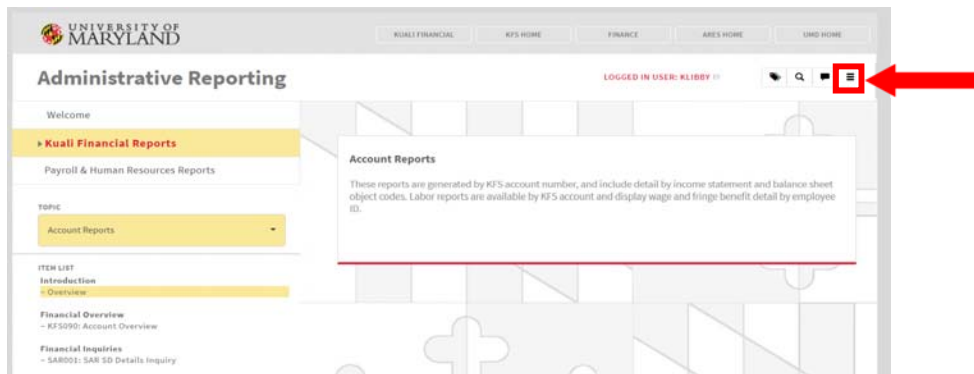 UNIVERSITY OF
MARYLAND
KUALI FINANCIAL
KFS HOME
FINANCE
ARES HOME
UMD HOME
Administrative Reporting
LOGGED IN USER: KLIBBY
Welcome
Kuali Financial Reports
Payroll & Human Resources Reports
TOPIC
Account Reports
ITEM LIST
Introduction
- Overview
Financial Overview
- KFS090: Account Overview
Financial Inquiries
- SAR001: SAR SD Details Inquiry
Account Reports
These reports are generated by KFS account number, and include detail by income statement and balance sheet
object codes. Labor reports are available by KFS account and display wage and fringe benefit detail by employee
ID.